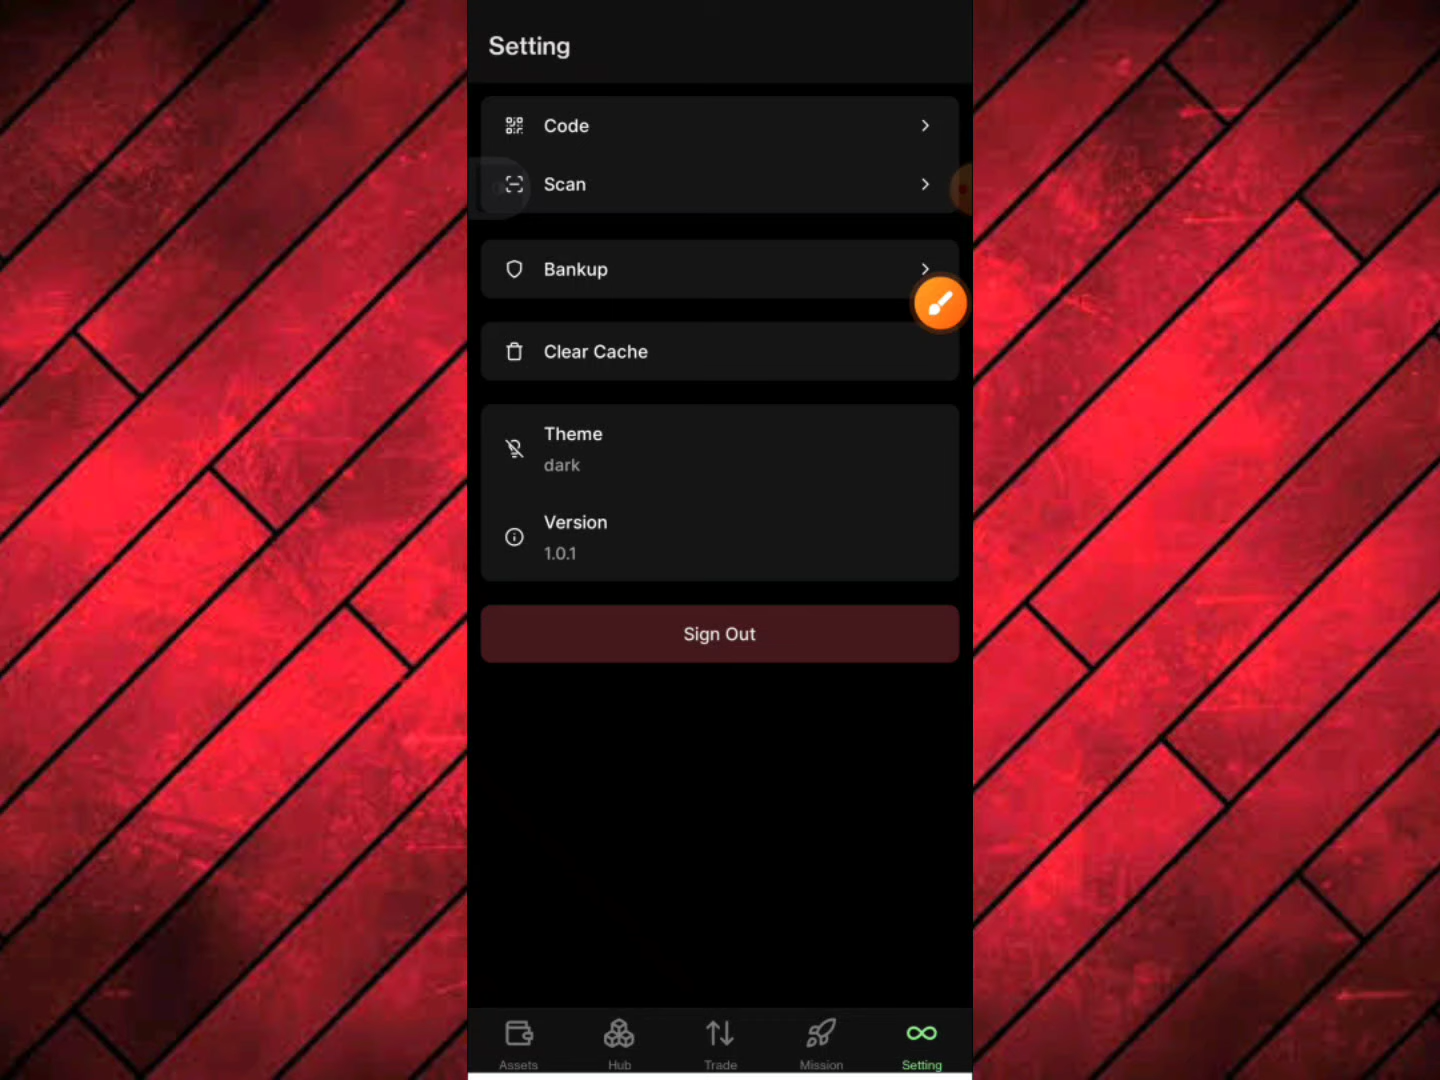 Setting
Code
Scan
Bankup
Clear Cache
Theme
dark
Version
1.0.1
Sign Out
Assets
Hub
Trade
Mission
Setting